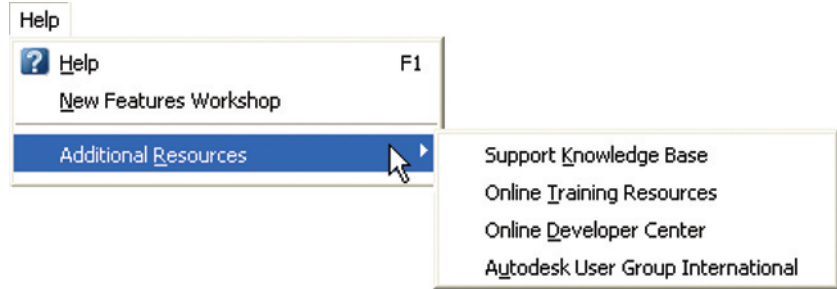 Help
Help F1
New Features Workshop
Additional Resources
Support Knowledge Base
Online Training Resources
Online Developer Center
Autodesk User Group International